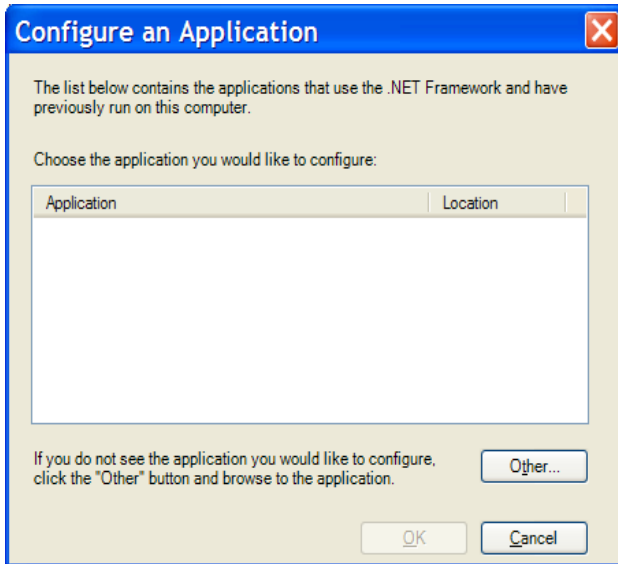 Configure an Application
The list below contains the applications that use the .NET Framework and have
previously run on this computer.
Choose the application you would like to configure:
Application Location
If you do not see the application you would like to configure,
click the "Other" button and browse to the application.
Other...
OK Cancel